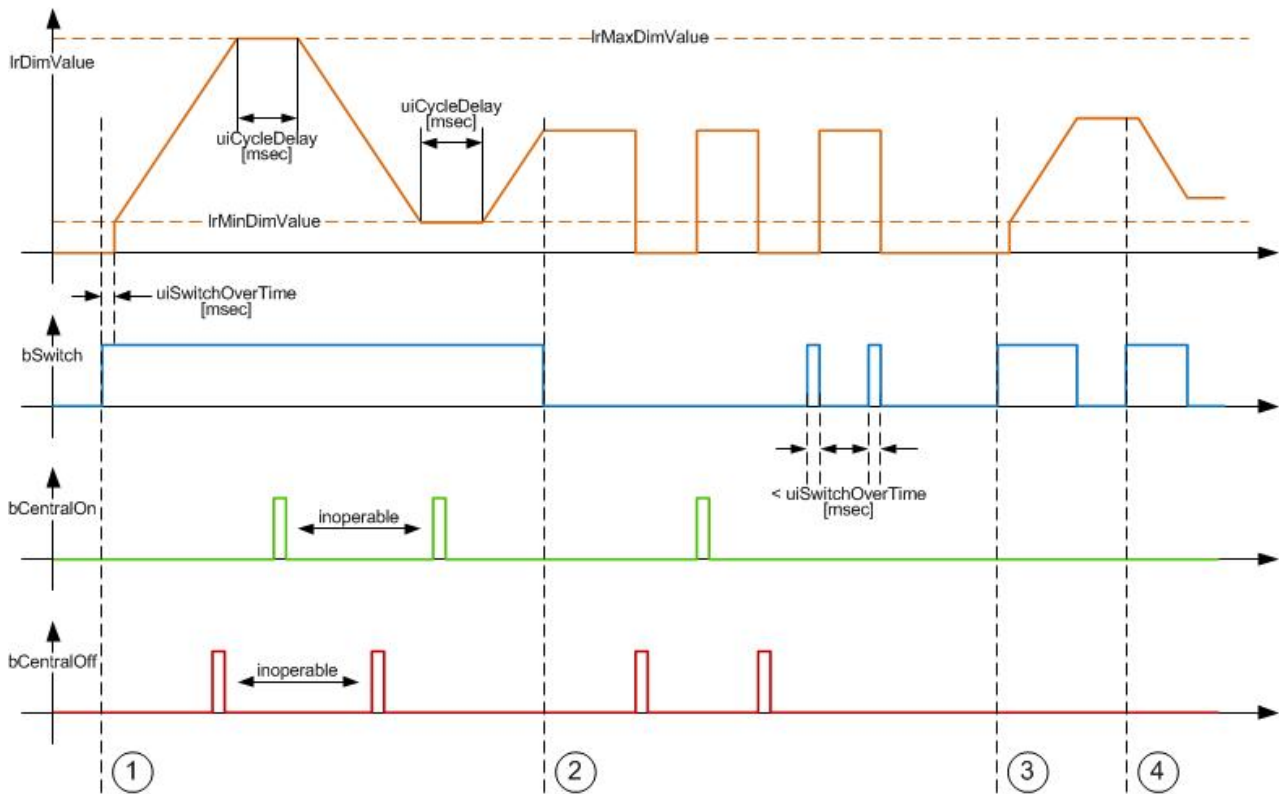 lrMaxDimValue
lrDimValue
uiCycleDelay
[msec]
uiCycleDelay
[msec]
lrMinDimValue
uiSwitchOverTime
[msec]
bSwitch
< uiSwitchOverTime
[msec]
bCentralOn
inoperable
bCentralOff
inoperable
1
2
3
4